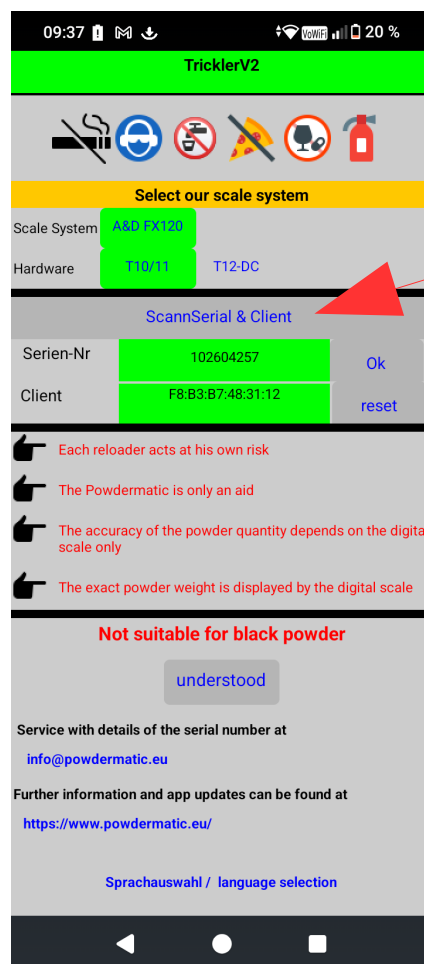 09:37 VoWiFi 20 %
TricklerV2
Select our scale system
Scale System A&D FX120
Hardware T10/11 T12-DC
ScannSerial & Client
Serien-Nr 102604257 Ok
Client F8:B3:B7:48:31:12 reset
Each reloader acts at his own risk
The Powdermatic is only an aid
The accuracy of the powder quantity depends on the digita
scale only
The exact powder weight is displayed by the digital scale
Not suitable for black powder
understood
Service with details of the serial number at
info@powdermatic.eu
Further information and app updates can be found at
https://www.powdermatic.eu/
Sprachauswahl / language selection